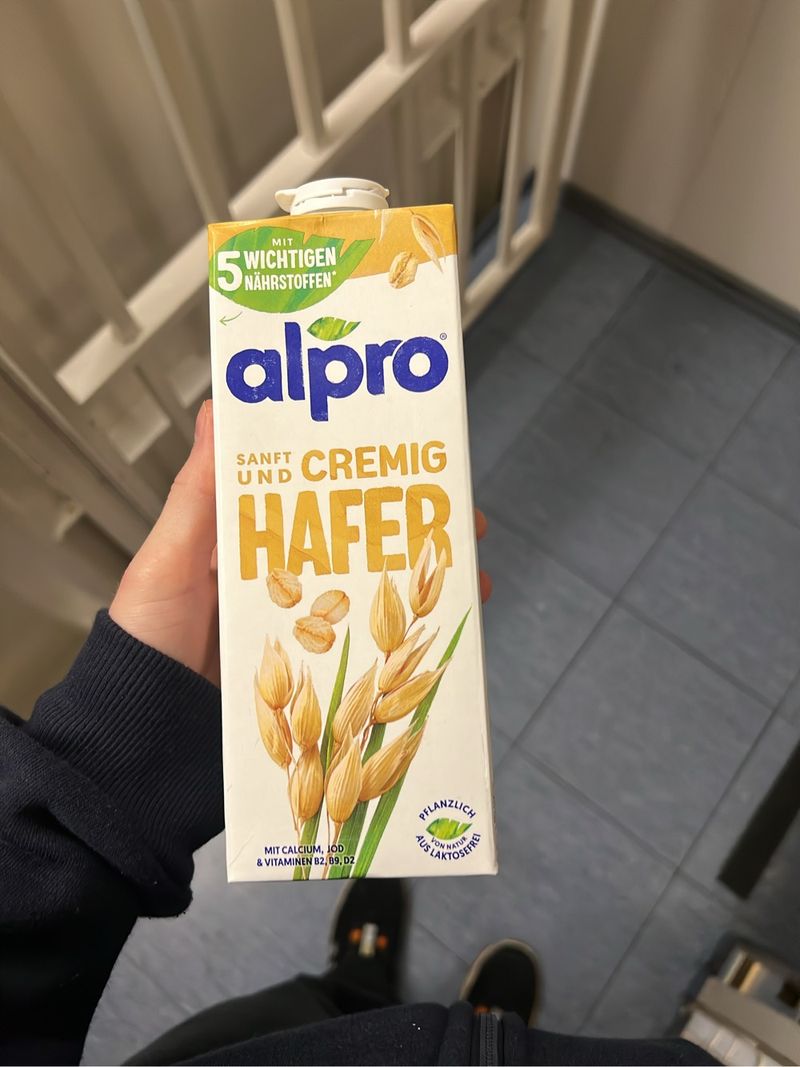 MIT
5 WICHTIGEN
NÄHRSTOFFEN*
alpro®
SANFT
UND CREMIG
HAFER
PFLANZLICH
VON NATUR
AUS LAKTOSEFREI
MIT CALCIUM, JOD
& VITAMINEN B2, B9, D2